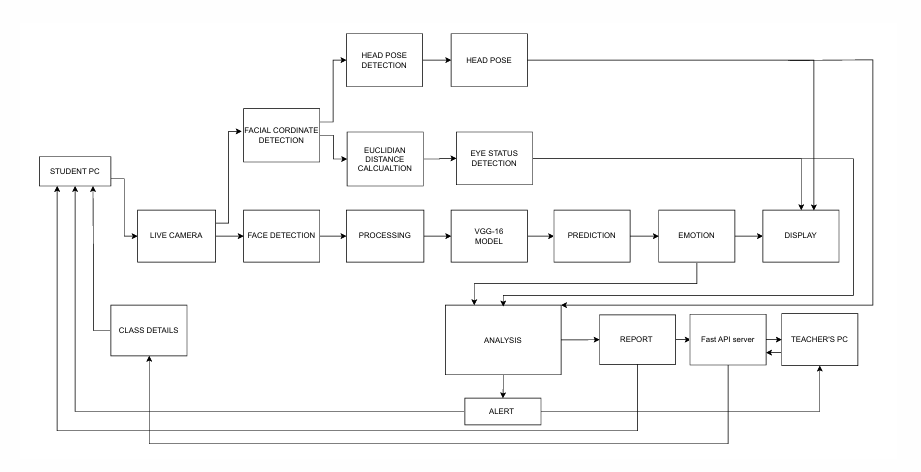 HEAD POSE
DETECTION
HEAD POSE
FACIAL CORDINATE
DETECTION
EUCLIDIAN
DISTANCE
CALCUALTION
EYE STATUS
DETECTION
STUDENT PC
LIVE CAMERA
FACE DETECTION
PROCESSING
VGG-16
MODEL
PREDICTION
EMOTION
DISPLAY
CLASS DETAILS
ANALYSIS
REPORT
Fast API server
TEACHER'S PC
ALERT